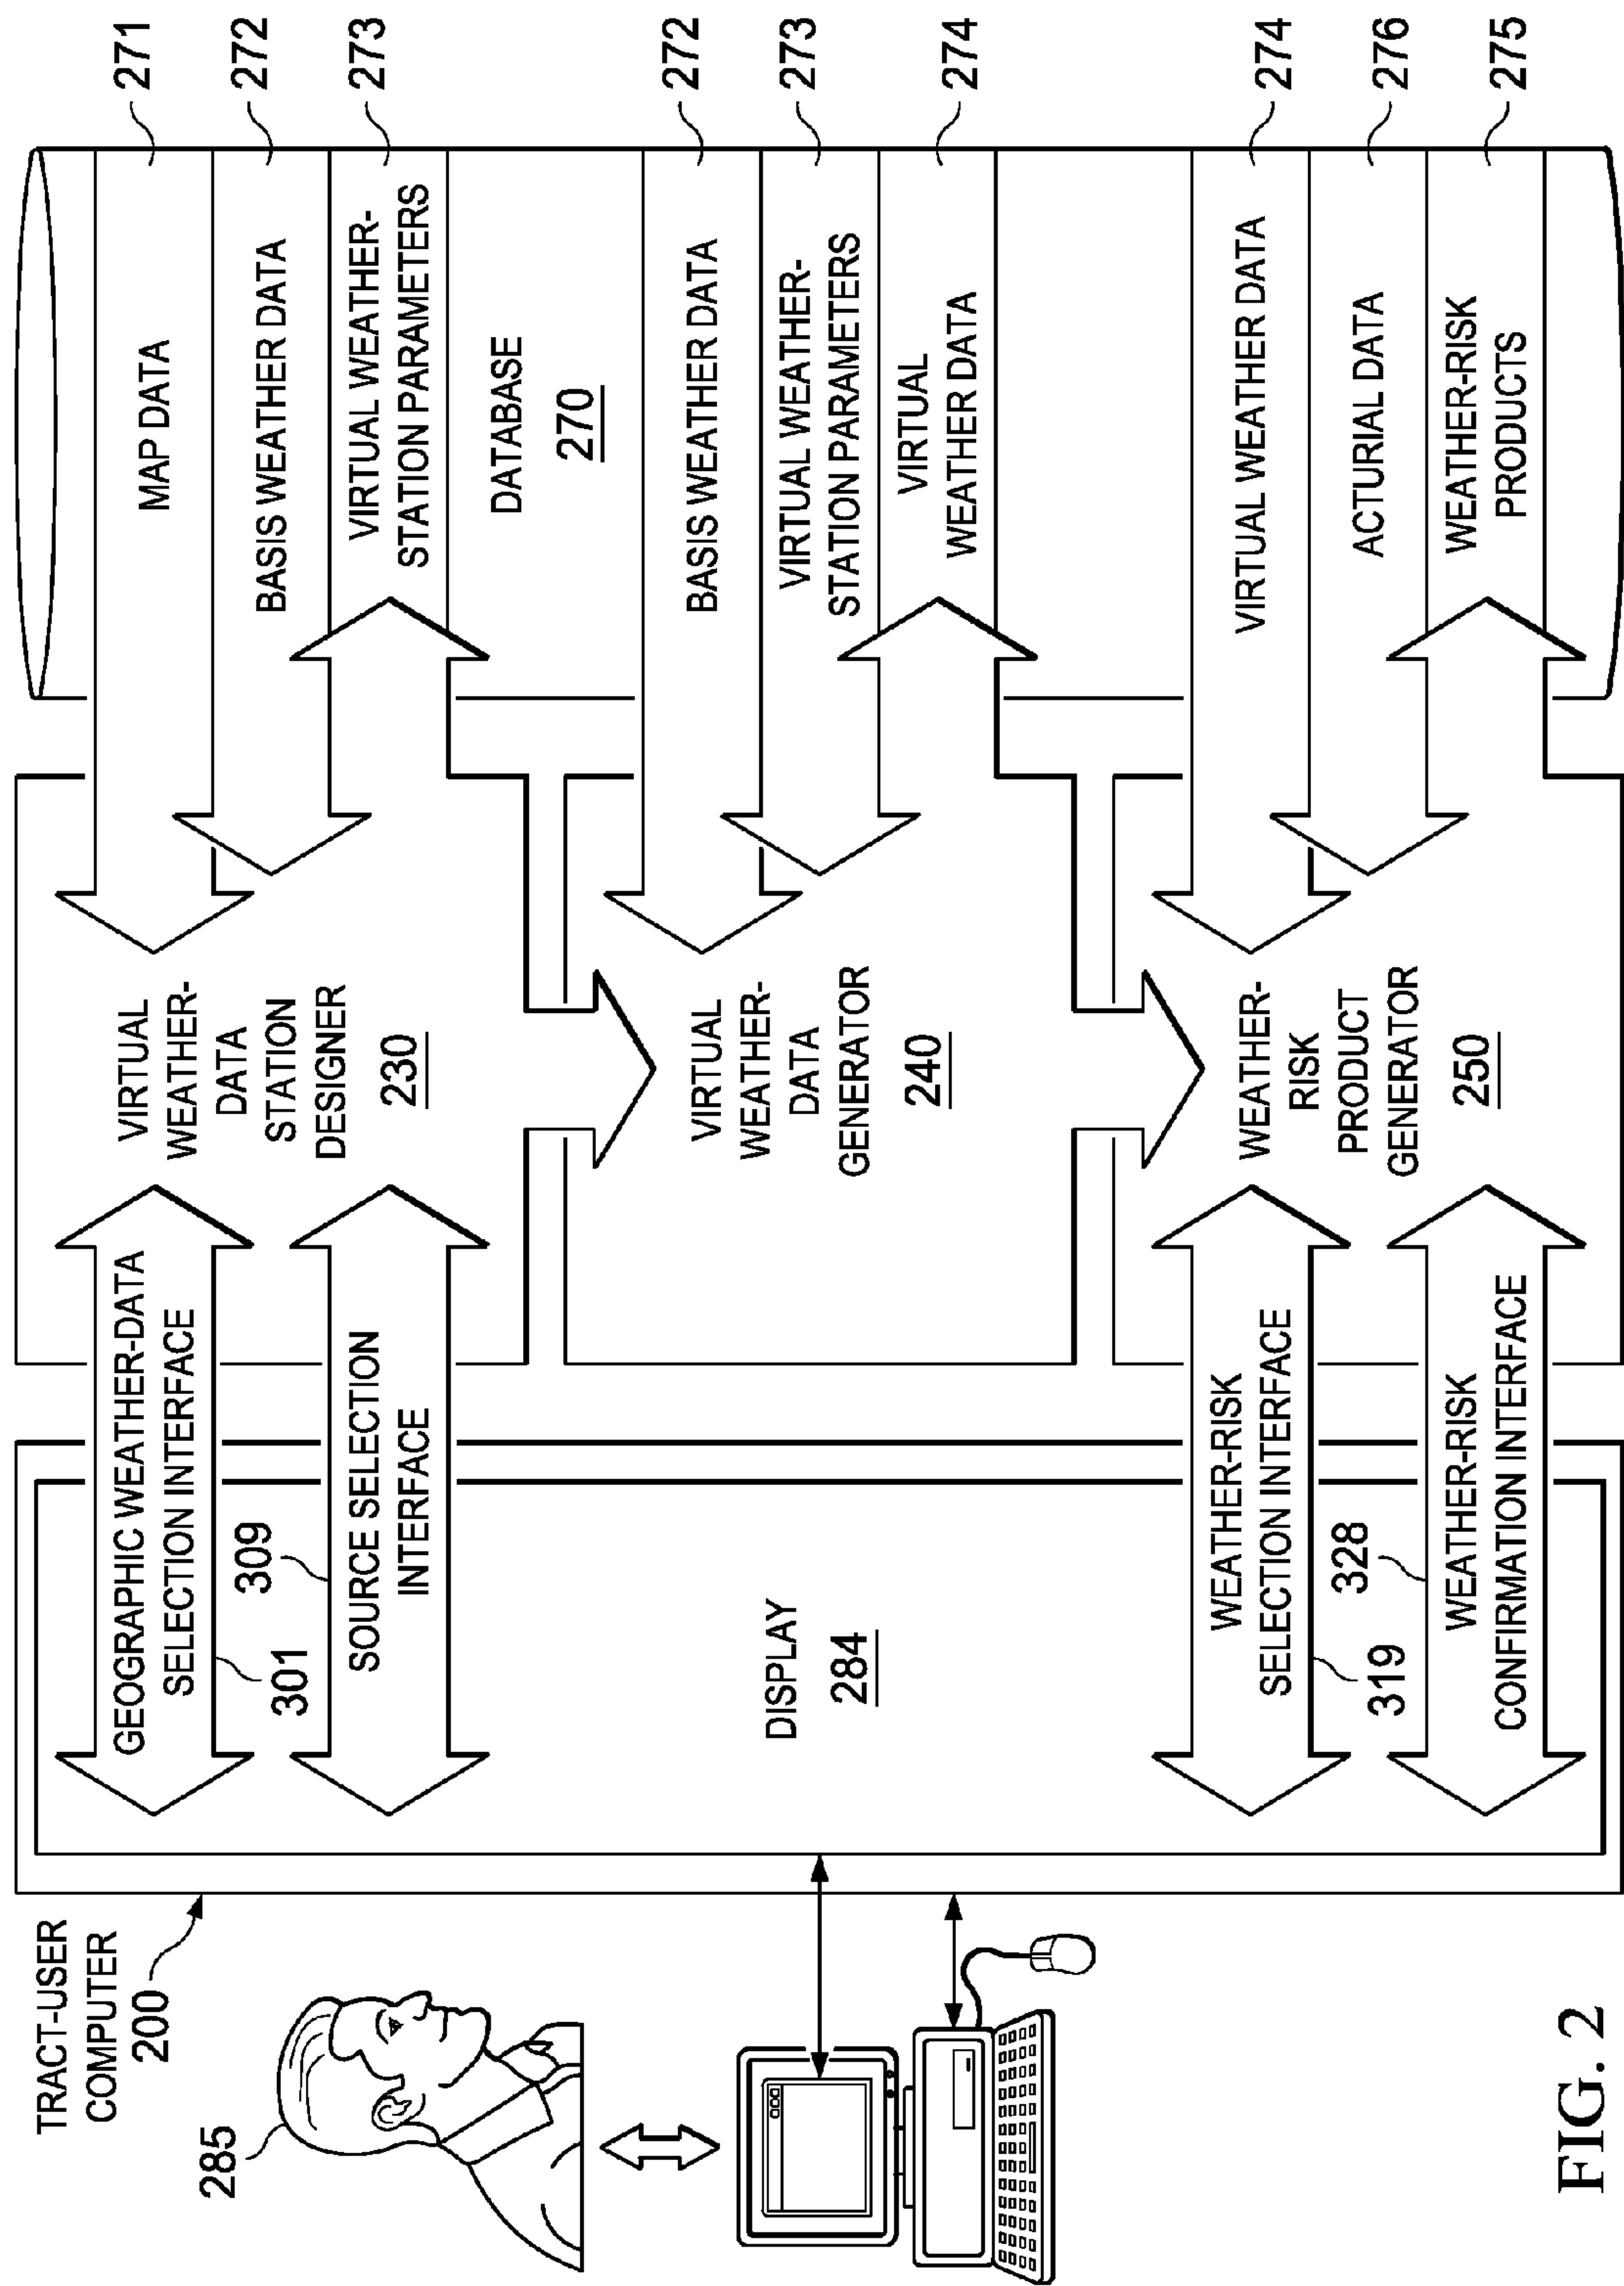 TRACT-USER
COMPUTER
200
285
GEOGRAPHIC WEATHER-DATA
SELECTION INTERFACE
301
309
SOURCE SELECTION
INTERFACE
DISPLAY
284
WEATHER-RISK
SELECTION INTERFACE
319
328
WEATHER-RISK
CONFIRMATION INTERFACE
VIRTUAL
WEATHER-
DATA
STATION
DESIGNER
230
VIRTUAL
WEATHER-
DATA
GENERATOR
240
WEATHER-
RISK
PRODUCT
GENERATOR
250
MAP DATA
271
BASIS WEATHER DATA
272
VIRTUAL WEATHER-
STATION PARAMETERS
273
DATABASE
270
BASIS WEATHER DATA
272
VIRTUAL WEATHER-
STATION PARAMETERS
273
VIRTUAL
WEATHER DATA
274
VIRTUAL WEATHER DATA
274
ACTURIAL DATA
276
WEATHER-RISK
PRODUCTS
275
FIG. 2